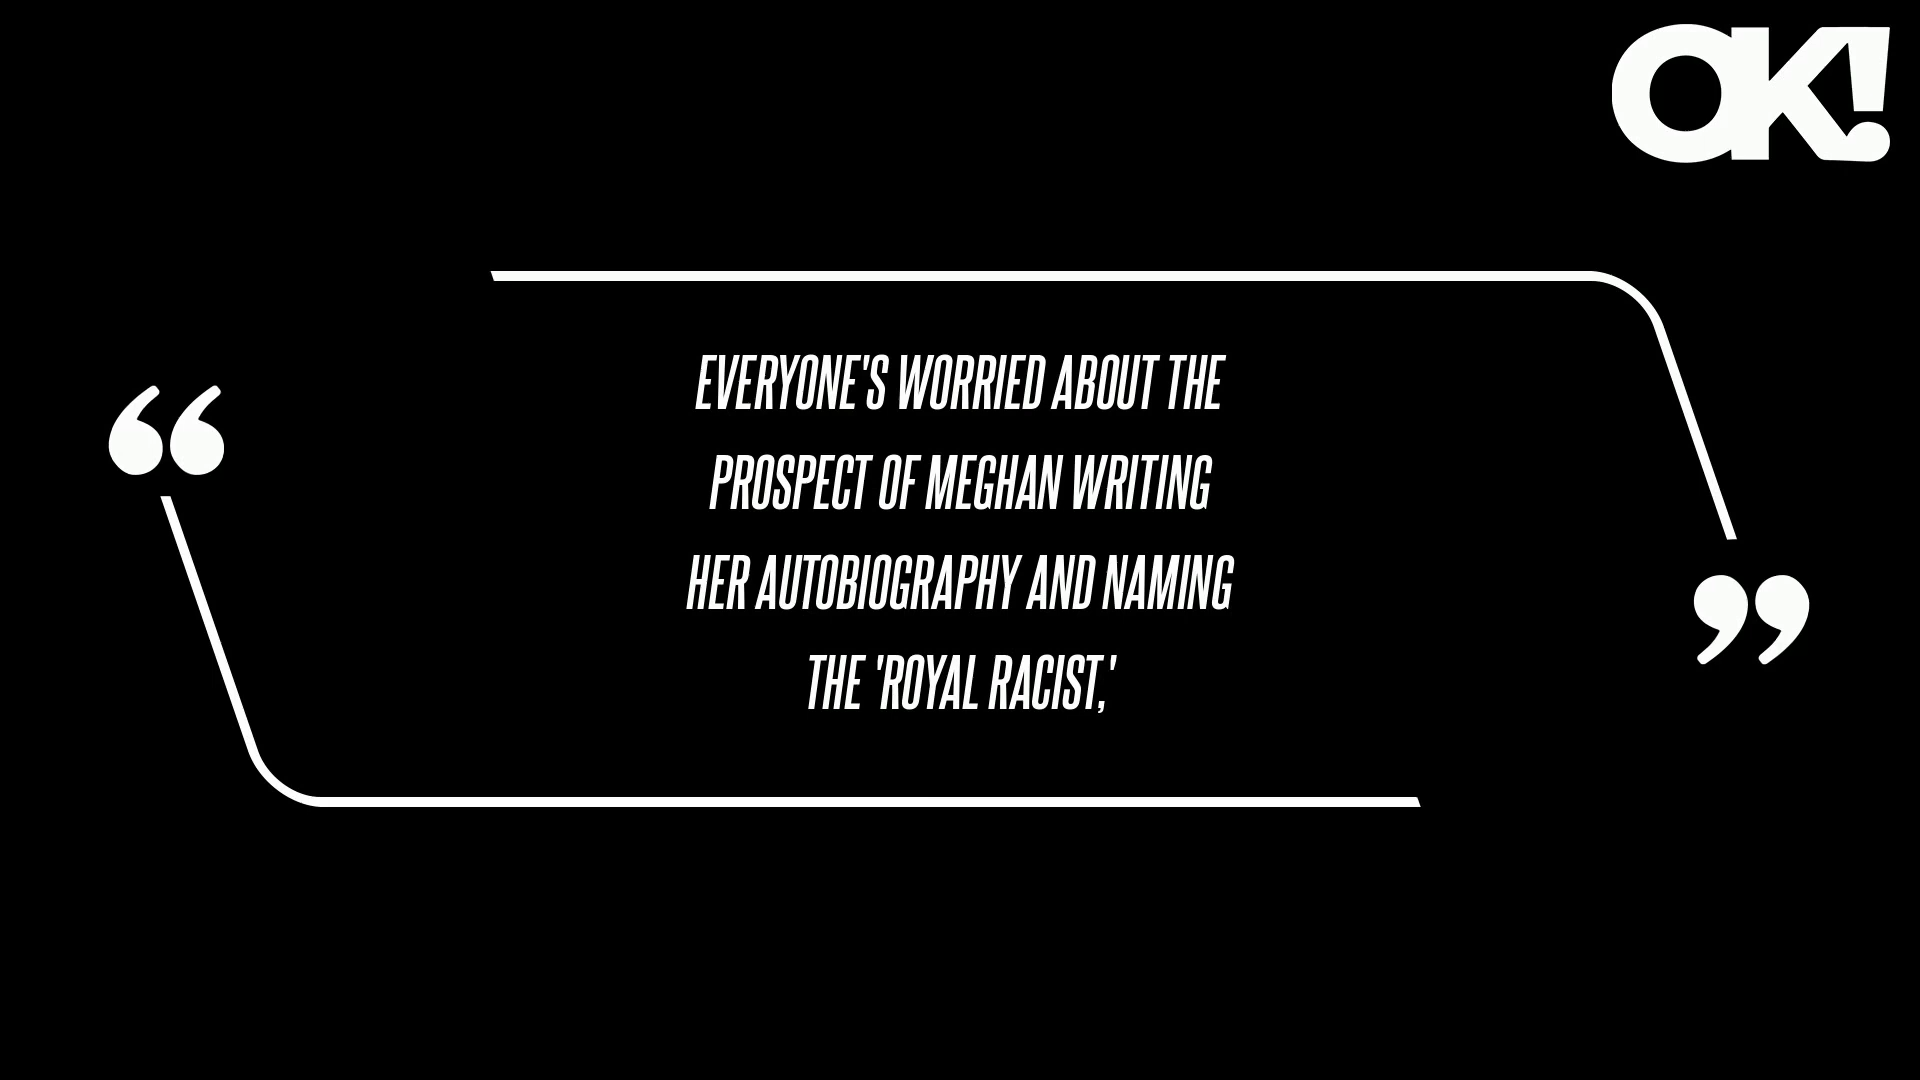 OK!
“
EVERYONE'S WORRIED ABOUT THE
PROSPECT OF MEGHAN WRITING
HER AUTOBIOGRAPHY AND NAMING
THE 'ROYAL RACIST,'
”